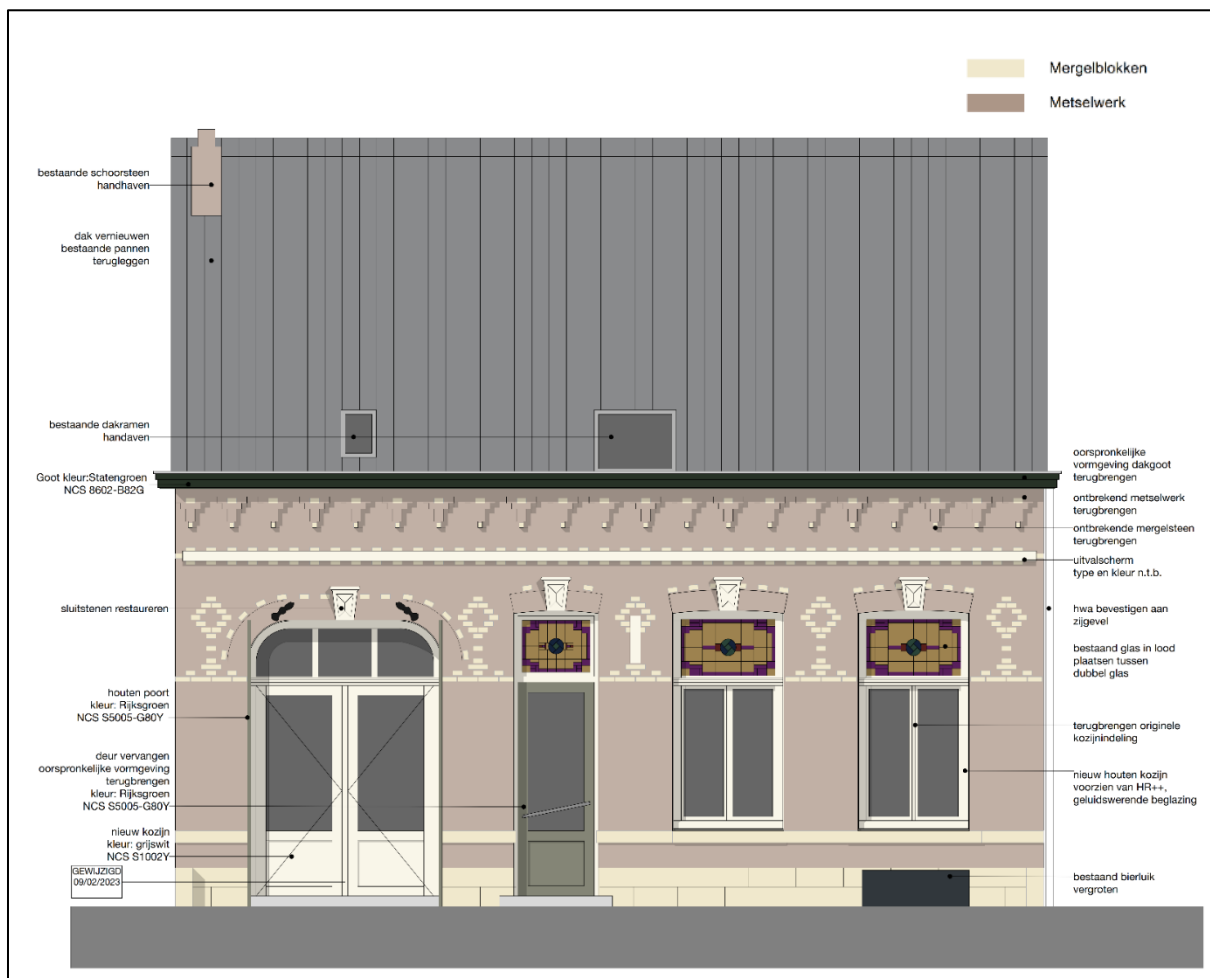 Mergelblokken
Metselwerk
bestaande schoorsteen
handhaven
dak vernieuwen
bestaande pannen
terugleggen
bestaande dakramen
handaven
Goot kleur:Statengroen
NCS 8602-B82G
sluitstenen restaureren
houten poort
kleur: Rijksgroen
NCS S5005-G80Y
deur vervangen
oorspronkelijke vormgeving
terugbrengen
kleur: Rijksgroen
NCS S5005-G80Y
nieuw kozijn
kleur: grijswit
NCS S1002Y
GEWIJZIGD
09/02/2023
oorspronkelijke
vormgeving dakgoot
terugbrengen
ontbrekend metselwerk
terugbrengen
ontbrekende mergelsteen
terugbrengen
uitvalscherm
type en kleur n.t.b.
hwa bevestigen aan
zijgevel
bestaand glas in lood
plaatsen tussen
dubbel glas
terugbrengen originele
kozijnindeling
nieuw houten kozijn
voorzien van HR++,
geluidswerende beglazing
bestaand bierluik
vergroten